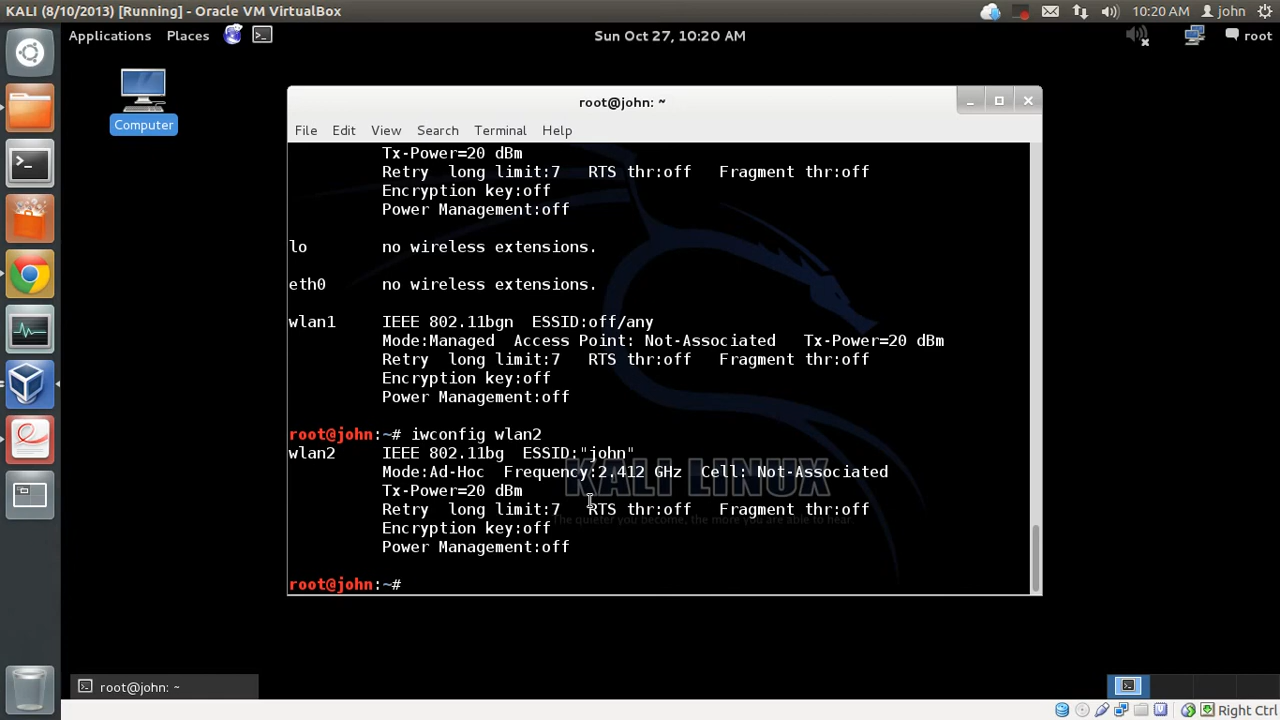 KALI (8/10/2013) [Running] - Oracle VM VirtualBox
10:20 AM
john
Applications Places
Sun Oct 27, 10:20 AM
root
Computer
root@john: ~
File Edit View Search Terminal Help
Tx-Power=20 dBm
Retry  long limit:7   RTS thr:off   Fragment thr:off
Encryption key:off
Power Management:off
lo        no wireless extensions.
eth0      no wireless extensions.
wlan1     IEEE 802.11bgn  ESSID:off/any
Mode:Managed  Access Point: Not-Associated   Tx-Power=20 dBm
Retry  long limit:7   RTS thr:off   Fragment thr:off
Encryption key:off
Power Management:off
root@john:~# iwconfig wlan2
wlan2     IEEE 802.11bg  ESSID:"john"
Mode:Ad-Hoc  Frequency:2.412 GHz  Cell: Not-Associated
Tx-Power=20 dBm
KALI LINUX
Retry  long limit:7   RTS thr:off   Fragment thr:off
The quieter you become, the more you are able to hear.
Encryption key:off
Power Management:off
root@john:~#
root@john: ~
Right Ctrl